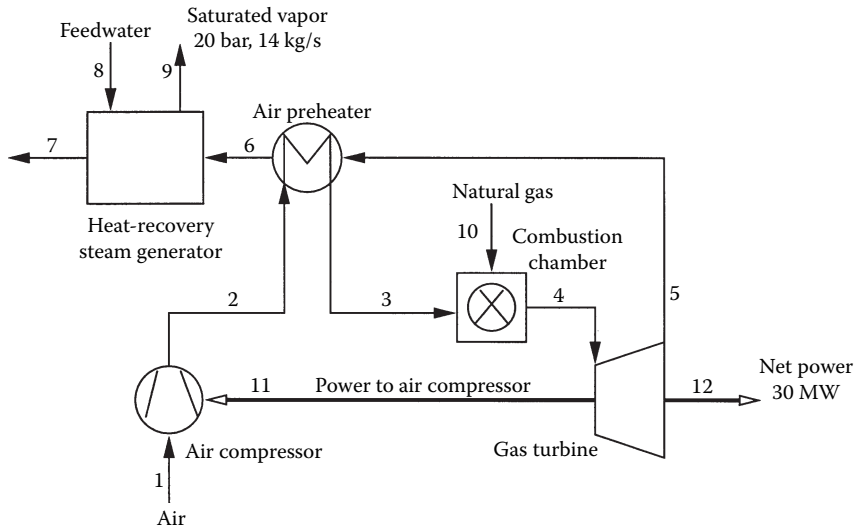 Saturated vapor
20 bar, 14 kg/s
Feedwater
8
9
Air preheater
7
6
Heat-recovery
steam generator
Natural gas
10
Combustion
chamber
2
3
4
5
11
Power to air compressor
12
Net power
30 MW
Air compressor
Gas turbine
1
Air